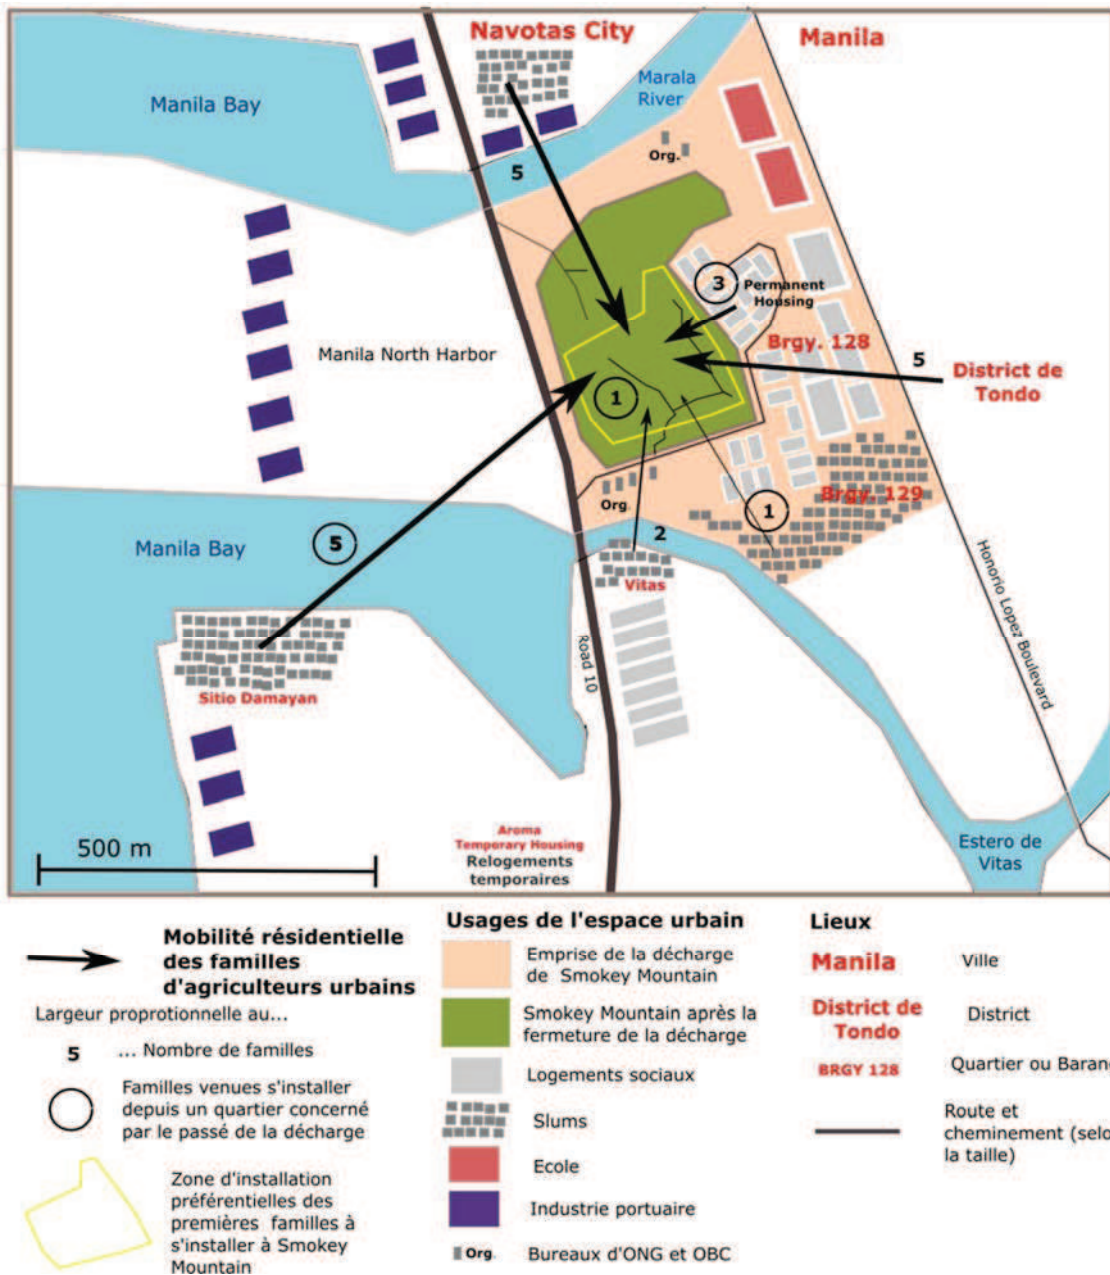 Navotas City
Manila
Manila Bay
Marala
River
Org.
5
3
Permanent
Housing
Manila North Harbor
Brgy. 128
5
District de
Tondo
1
Brgy. 129
1
Org.
2
Manila Bay
5
Vitas
Honorio Lopez Boulevard
Road 10
Sitio Damayan
500 m
Aroma
Temporary Housing
Relogements
temporaires
Estero de
Vitas
Mobilité résidentielle
des familles
d'agriculteurs urbains
Largeur proprotionnelle au...
5 ... Nombre de familles
Familles venues s'installer
depuis un quartier concerné
par le passé de la décharge
Zone d'installation
préférentielles des
premières familles à
s'installer à Smokey
Mountain
Usages de l'espace urbain
Emprise de la décharge
de Smokey Mountain
Smokey Mountain après la
fermeture de la décharge
Logements sociaux
Slums
Ecole
Industrie portuaire
Org. Bureaux d'ONG et OBC
Lieux
Manila Ville
District de
Tondo
District
BRGY 128 Quartier ou Baran
Route et
cheminement (selo
la taille)